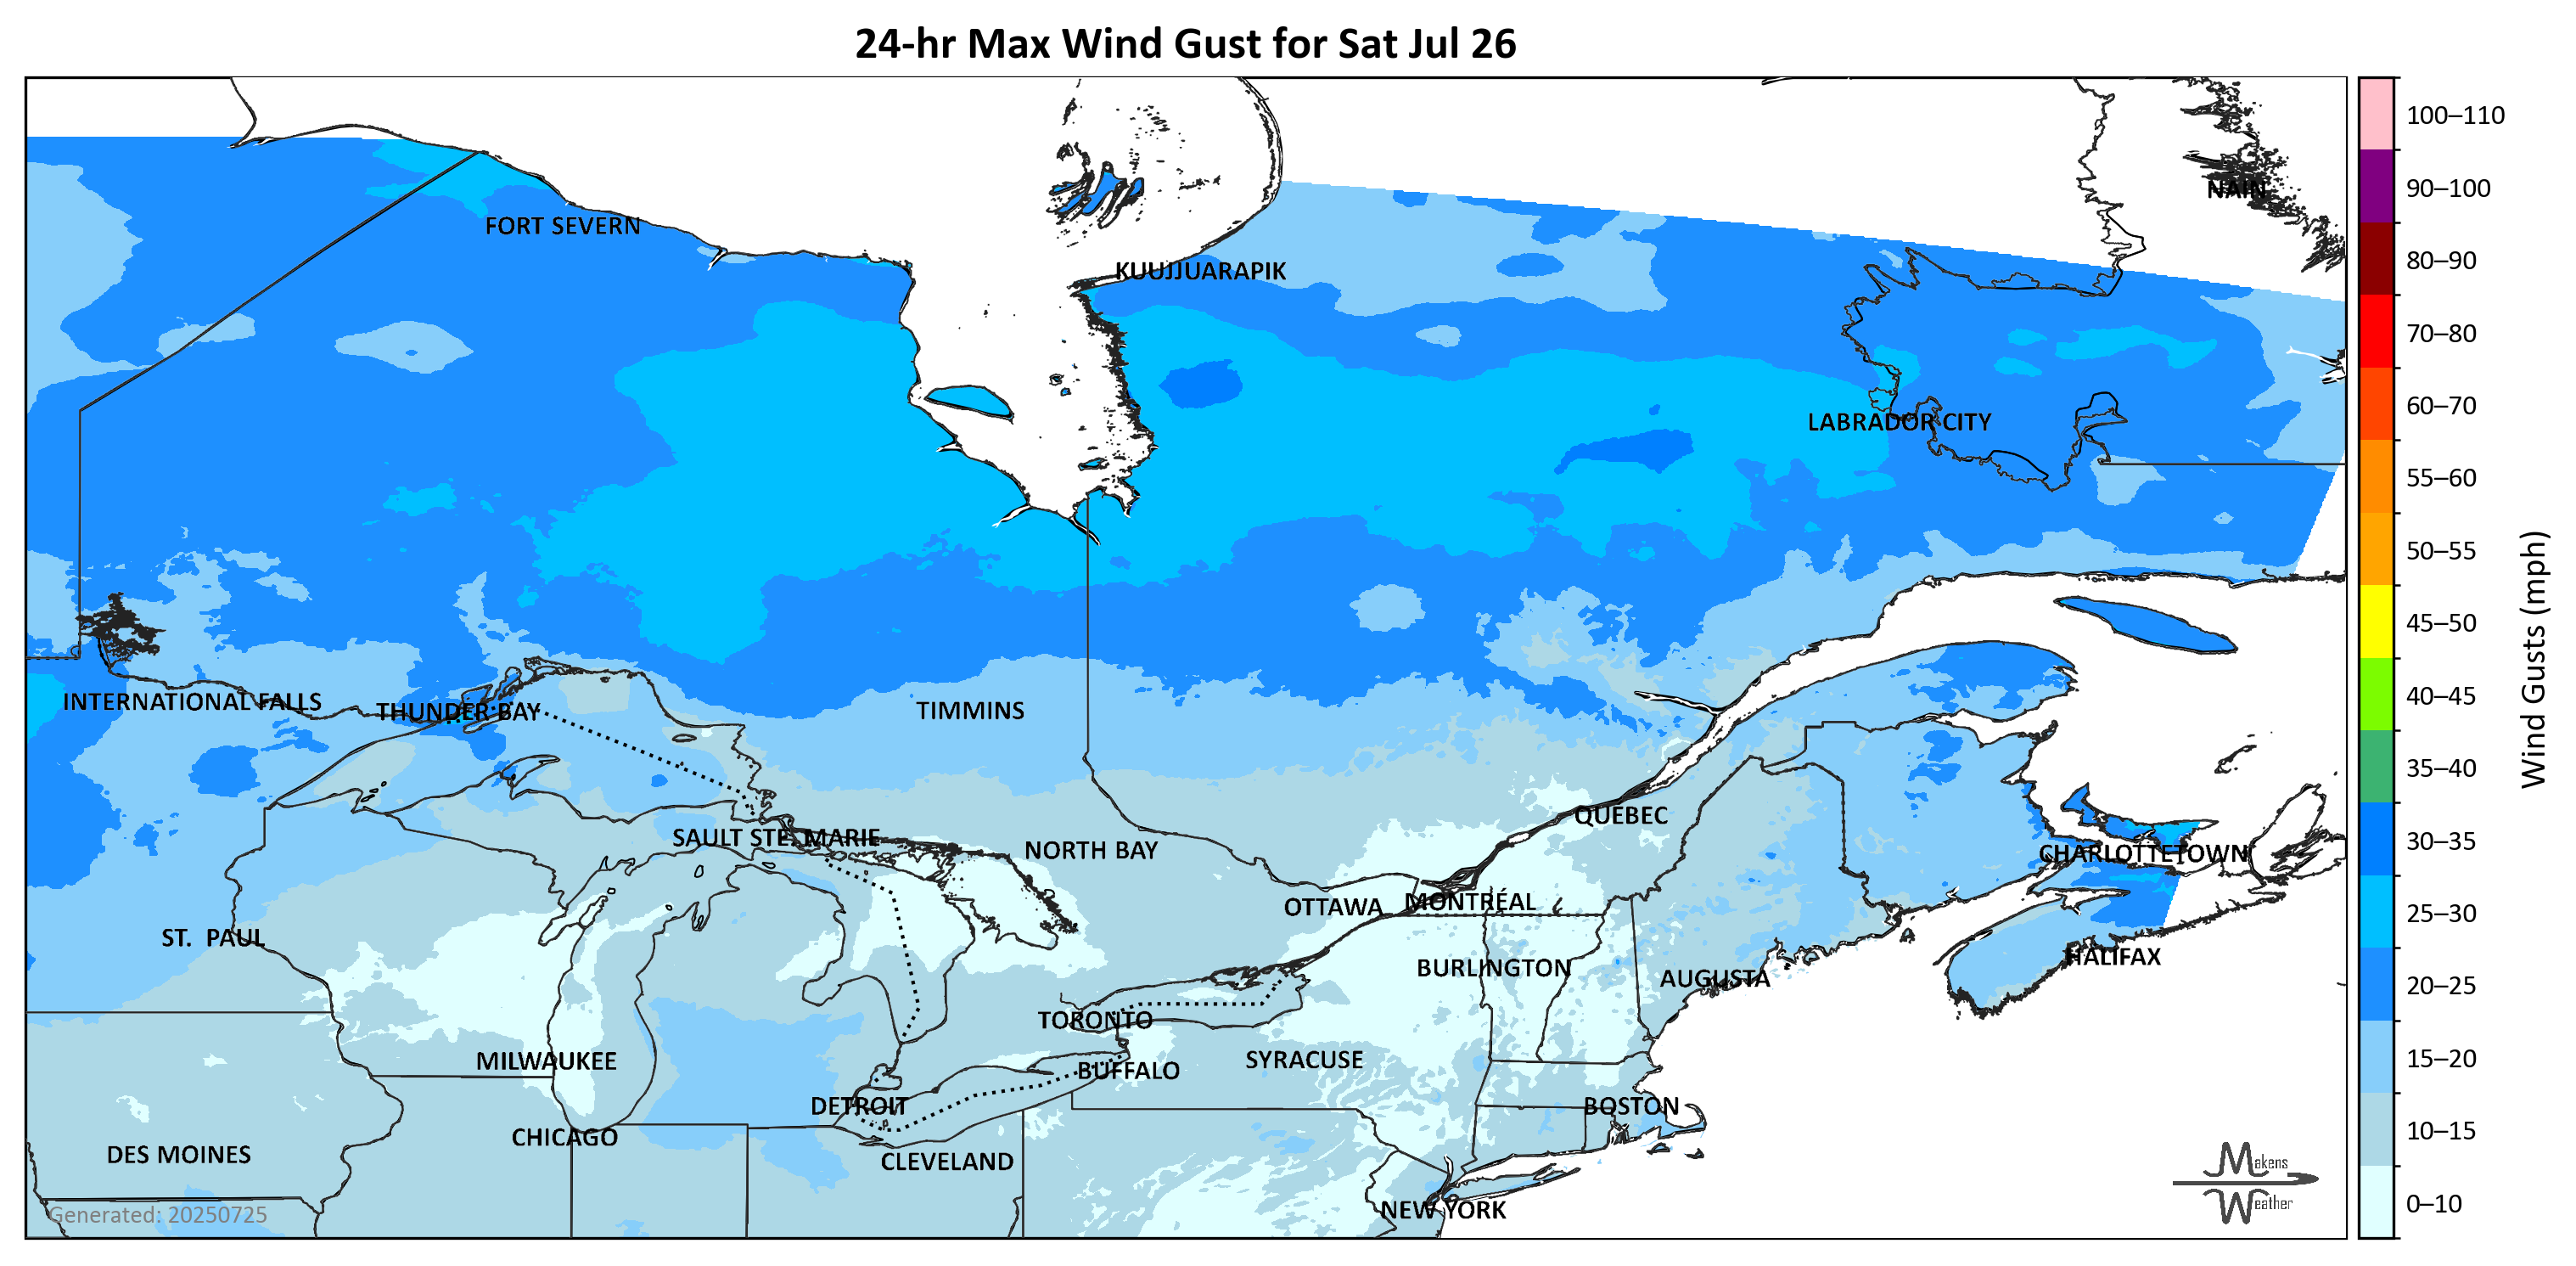 24-hr Max Wind Gust for Sat Jul 26
100–110
90–100
NAIN
FORT SEVERN
80–90
KUUJJUARAPIK
70–80
60–70
LABRADOR CITY
55–60
50–55
45–50
40–45
INTERNATIONAL FALLS
THUNDER BAY
TIMMINS
35–40
Wind Gusts (mph)
QUEBEC
SAULT STE. MARIE
30–35
NORTH BAY
CHARLOTTETOWN
MONTRÉAL
OTTAWA
25–30
ST. PAUL
HALIFAX
BURLINGTON
AUGUSTA
20–25
TORONTO
MILWAUKEE
SYRACUSE
15–20
BUFFALO
DETROIT
BOSTON
CHICAGO
10–15
DES MOINES
CLEVELAND
Makens
Weather
NEW YORK
0–10
Generated: 20250725